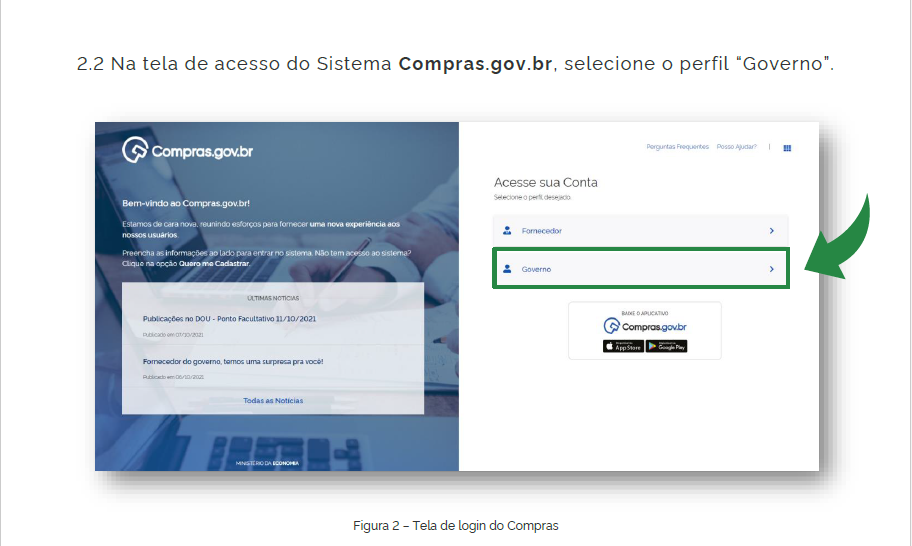 2.2 Na tela de acesso do Sistema Compras.gov.br, selecione o perfil “Governo”.
Compras.gov.br
Bem-vindo ao Compras.gov.br!
Estamos de cara nova, reunindo esforços para fornecer uma nova experiência aos
nossos usuários.
Preencha as informações ao lado para entrar no sistema. Não tem acesso ao sistema?
Clique na opção Quero me Cadastrar.
ÚLTIMAS NOTÍCIAS
Publicações no DOU - Ponto Facultativo 11/10/2021
Publicado em 07/10/2021
Fornecedor do governo, temos uma surpresa pra você!
Publicado em 06/10/2021
Todas as Notícias
MINISTÉRIO DA ECONOMIA
Perguntas Frequentes Posso Ajudar? |
Acesse sua Conta
Selecione o perfil desejado.
Fornecedor
Governo
BAIXE O APLICATIVO
Compras.gov.br
App Store
Google Play
Figura 2 – Tela de login do Compras